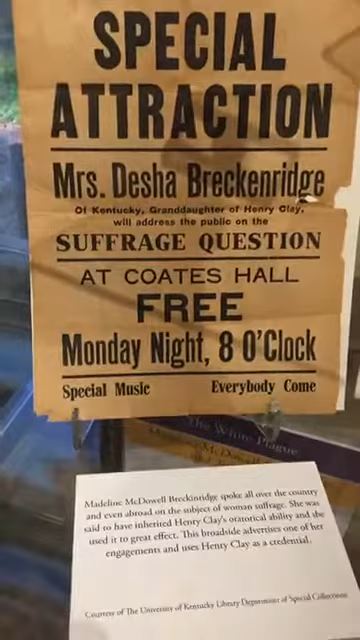 SPECIAL
ATTRACTION
Mrs. Desha Breckenridge
Of Kentucky, Granddaughter of Henry Clay,
will address the public on the
SUFFRAGE QUESTION
AT COATES HALL
FREE
Monday Night, 8 O'Clock
Special Music Everybody Come
The White Plague
Madeline McDowell Breckinridge spoke all over the country
and even abroad on the subject of woman suffrage. She was
said to have inherited Henry Clay's oratorical ability and she
used it to great effect. This broadside advertises one of her
engagements and uses Henry Clay as a credential.
Courtesy of The University of Kentucky Library Department of Special Collections